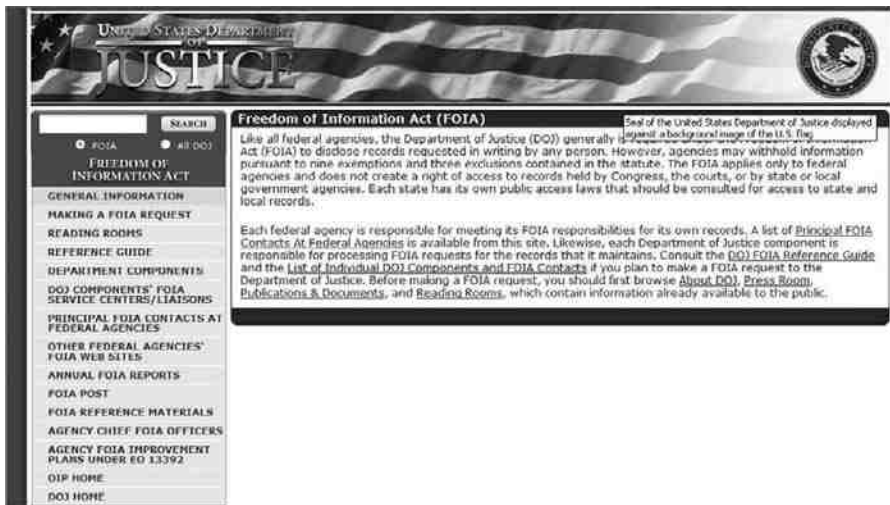 UNITED STATES DEPARTMENT
OF
JUSTICE
SEARCH
FOIA
All DOJ
FREEDOM OF
INFORMATION ACT
GENERAL INFORMATION
MAKING A FOIA REQUEST
READING ROOMS
REFERENCE GUIDE
DEPARTMENT COMPONENTS
DOJ COMPONENTS' FOIA
SERVICE CENTERS/LIAISONS
PRINCIPAL FOIA CONTACTS AT
FEDERAL AGENCIES
OTHER FEDERAL AGENCIES'
FOIA WEB SITES
ANNUAL FOIA REPORTS
FOIA POST
FOIA REFERENCE MATERIALS
AGENCY CHIEF FOIA OFFICERS
AGENCY FOIA IMPROVEMENT
PLANS UNDER EO 13392
OIP HOME
DOJ HOME
Freedom of Information Act (FOIA)
Seal of the United States Department of Justice displayed
against a background image of the U.S. flag
Like all federal agencies, the Department of Justice (DOJ) generally
Act (FOIA) to disclose records requested in writing by any person. However, agencies may withhold information
pursuant to nine exemptions and three exclusions contained in the statute. The FOIA applies only to federal
agencies and does not create a right of access to records held by Congress, the courts, or by state or local
government agencies. Each state has its own public access laws that should be consulted for access to state and
local records.
Each federal agency is responsible for meeting its FOIA responsibilities for its own records. A list of Principal FOIA
Contacts At Federal Agencies is available from this site. Likewise, each Department of Justice component is
responsible for processing FOIA requests for the records that it maintains. Consult the DOJ FOIA Reference Guide
and the List of Individual DOJ Components and FOIA Contacts if you plan to make a FOIA request to the
Department of Justice. Before making a FOIA request, you should first browse About DOJ, Press Room,
Publications & Documents, and Reading Rooms, which contain information already available to the public.